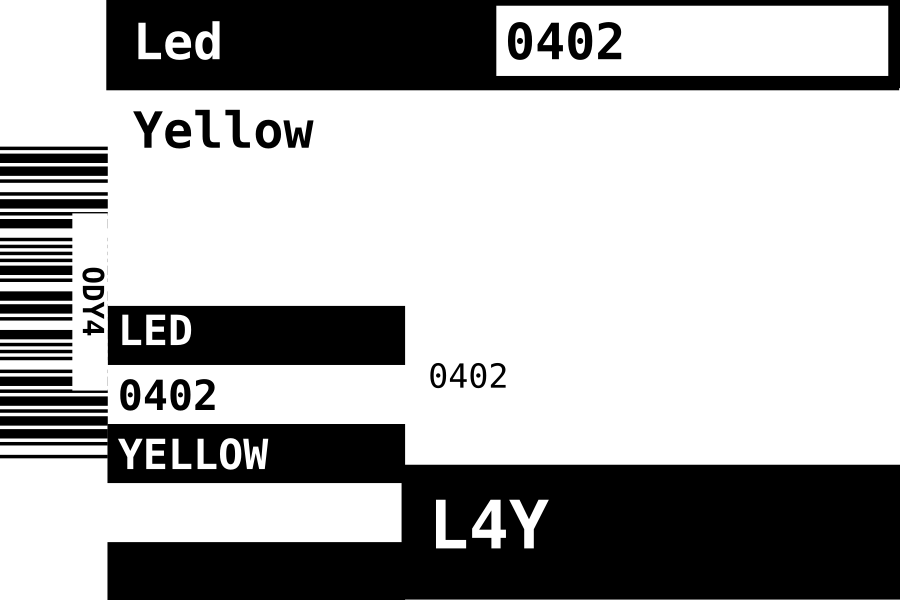 Led
0402
Yellow
ODY4
LED
0402
YELLOW
0402
L4Y